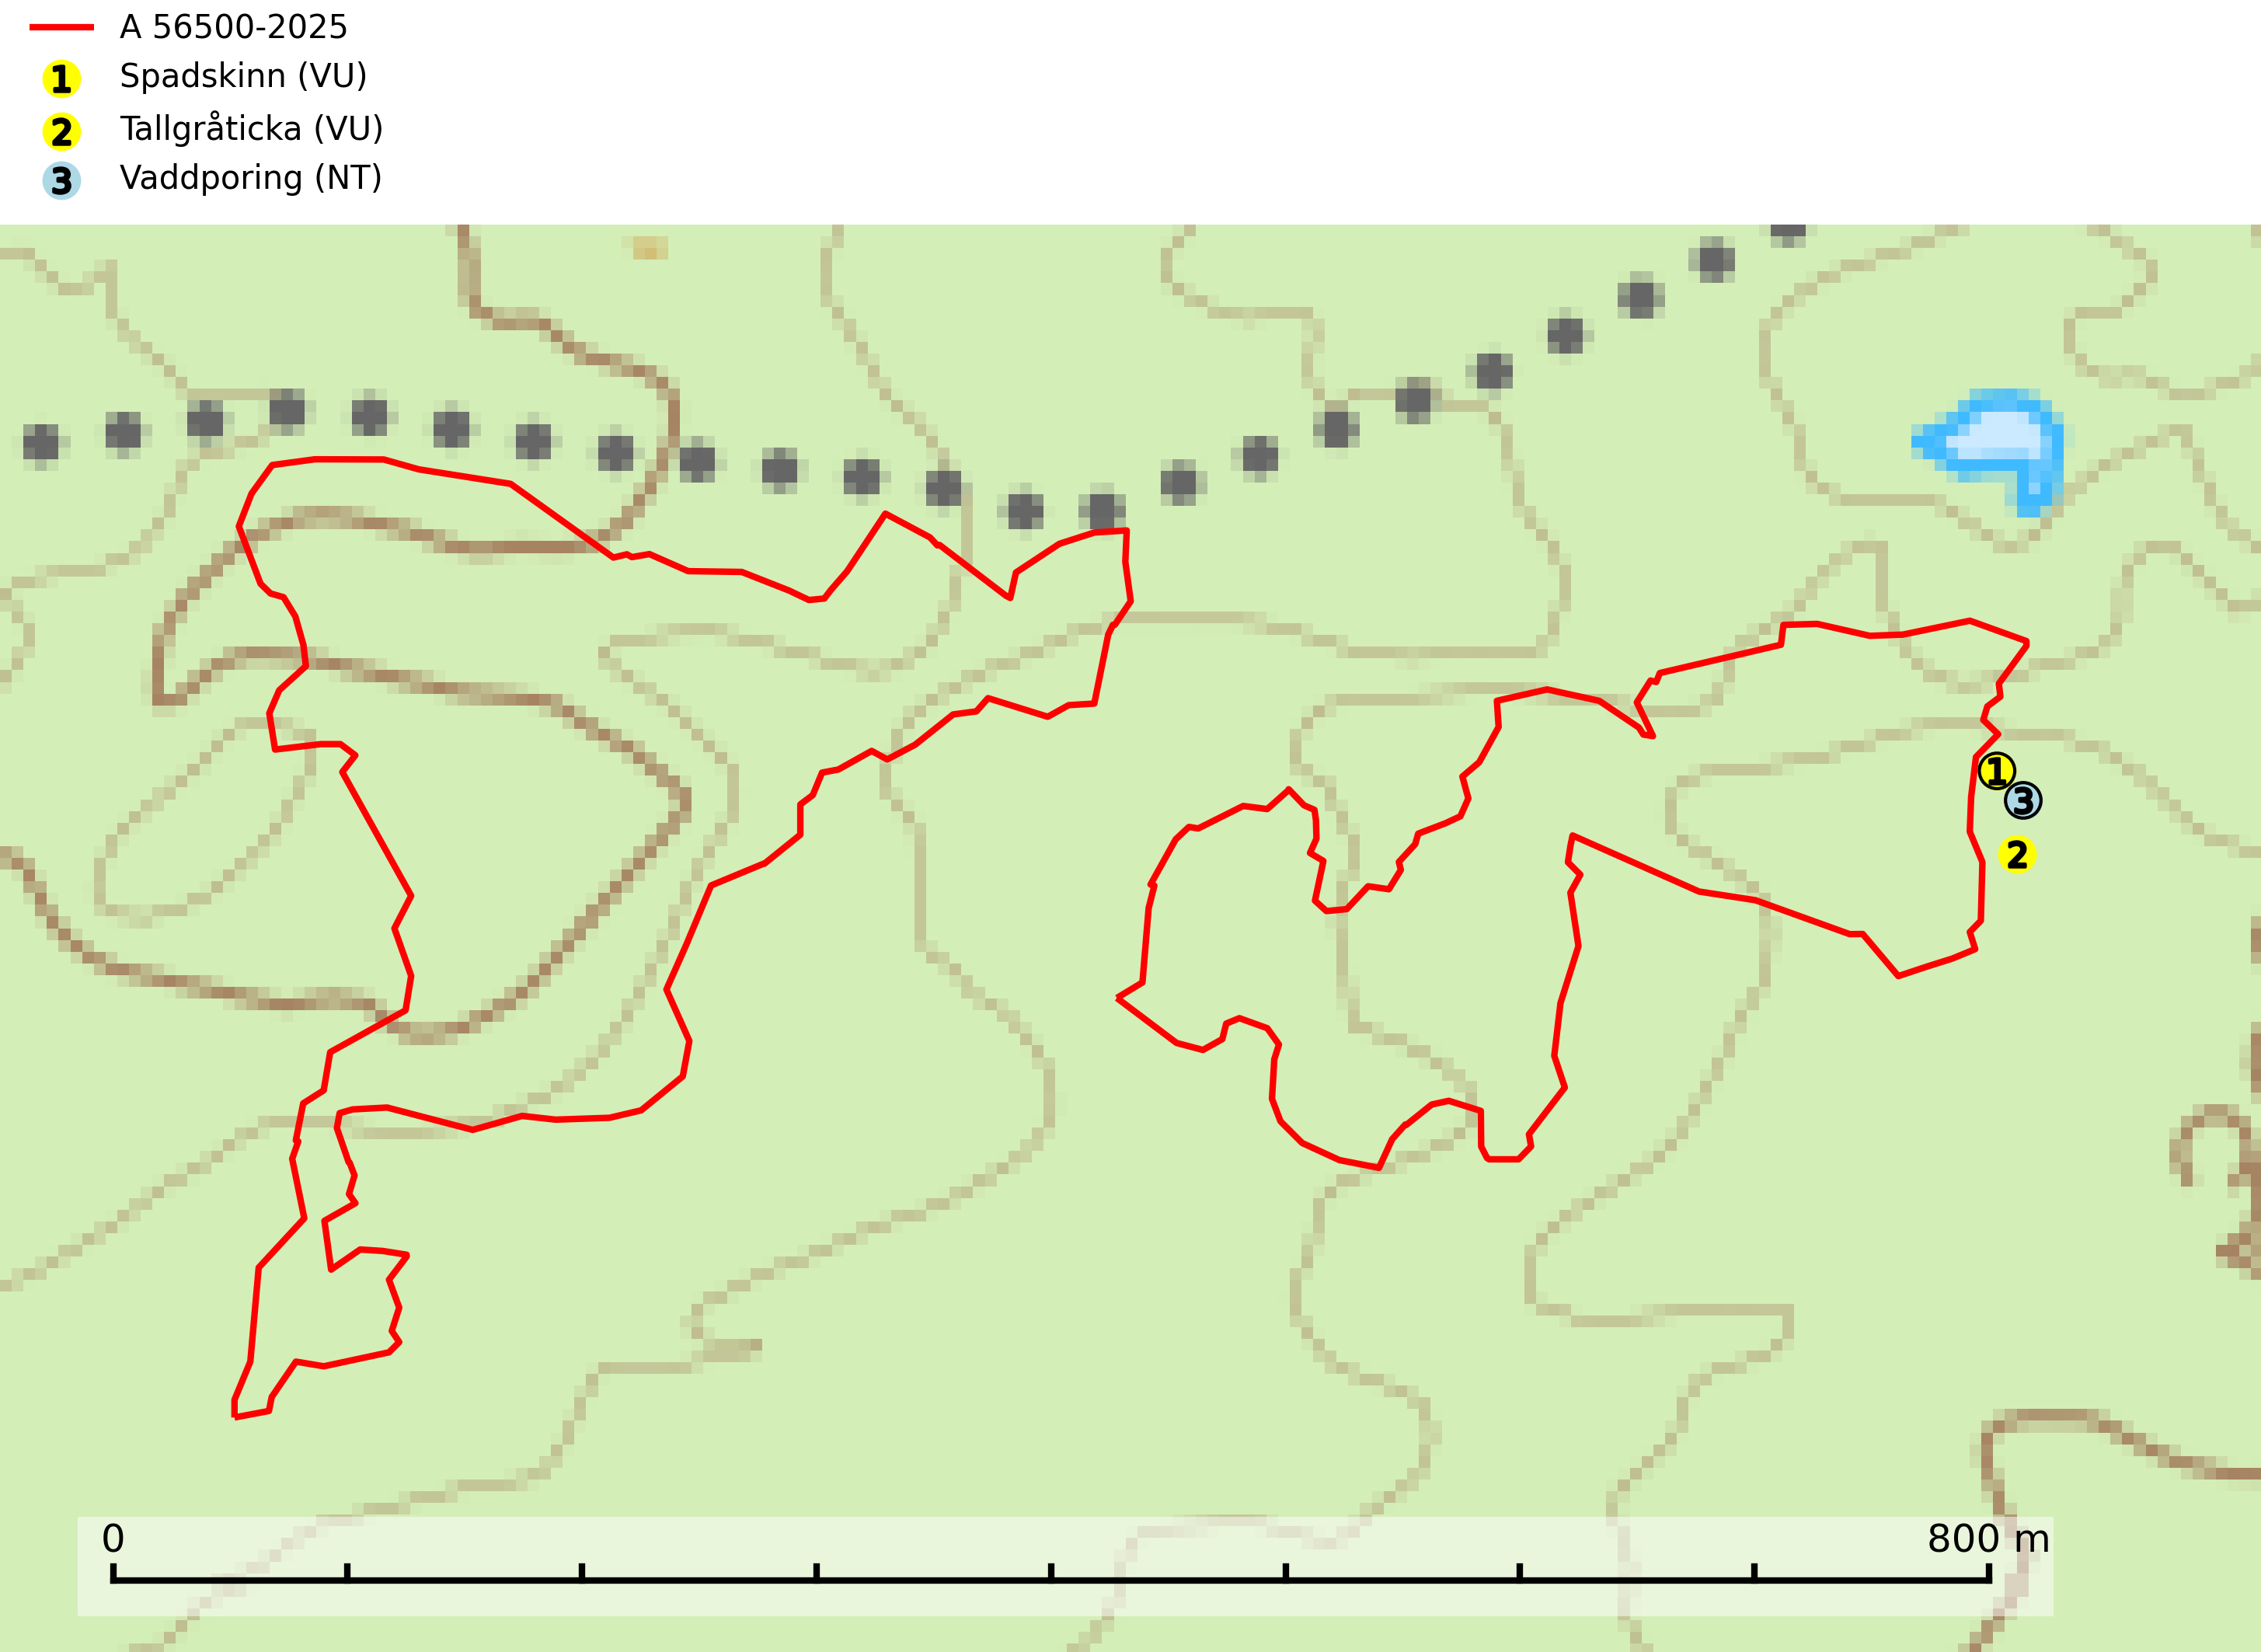 A 56500-2025
1 Spadskinn (VU)
2 Tallgråticka (VU)
3 Vaddporing (NT)
1
3
2
0 800 m